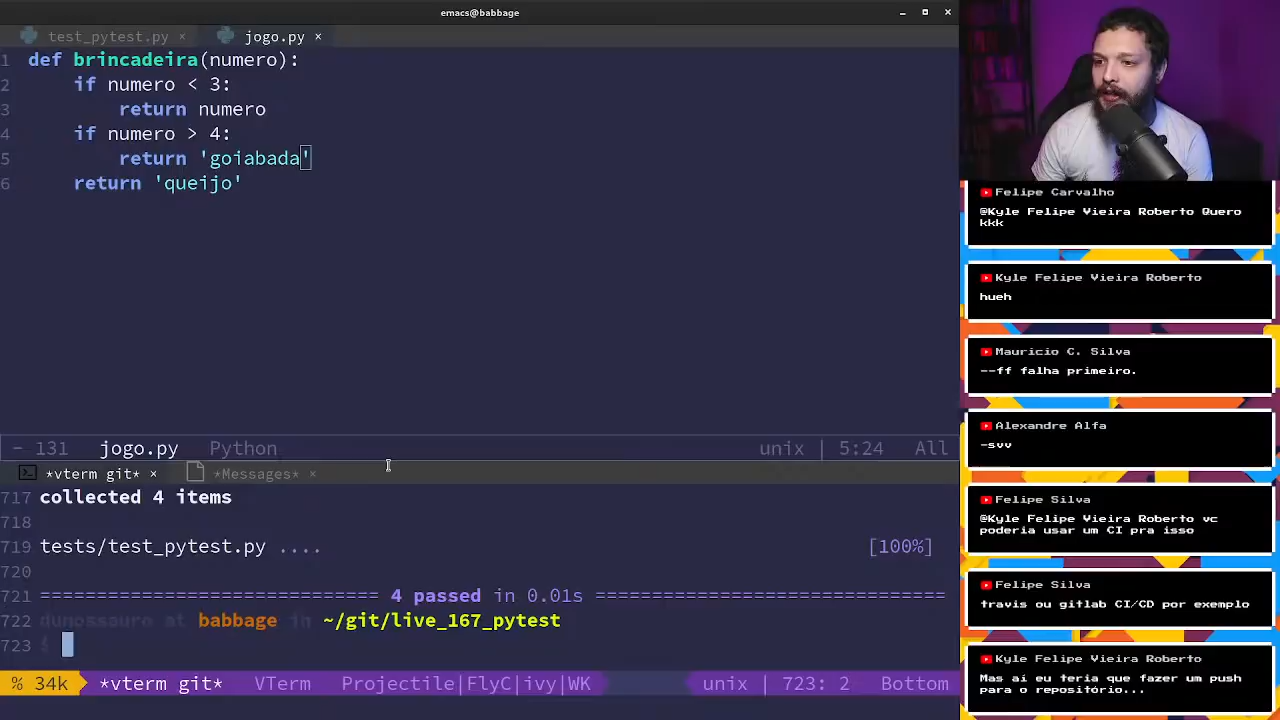 emacs@babbage
test_pytest.py × jogo.py ×
1 def brincadeira(numero):
2 if numero < 3:
3 return numero
4 if numero > 4:
5 return 'goiabada'
6 return 'queijo'
- 131 jogo.py Python unix | 5:24 All
*vterm git* × *Messages* ×
717 collected 4 items
718
719 tests/test_pytest.py .... [100%]
720
721 ============================= 4 passed in 0.01s ==============================
722 dunossauro at babbage in ~/git/live_167_pytest
723 $
% 34k *vterm git* VTerm Projectile|FlyC|ivy|WK unix | 723: 2 Bottom
Felipe Carvalho
@Kyle Felipe Vieira Roberto Quero
kkk
Kyle Felipe Vieira Roberto
hueh
Mauricio C. Silva
--ff falha primeiro.
Alexandre Alfa
-svv
Felipe Silva
@Kyle Felipe Vieira Roberto vc
poderia usar um CI pra isso
Felipe Silva
travis ou gitlab CI/CD por exemplo
Kyle Felipe Vieira Roberto
Mas aí eu teria que fazer um push
para o repositório...